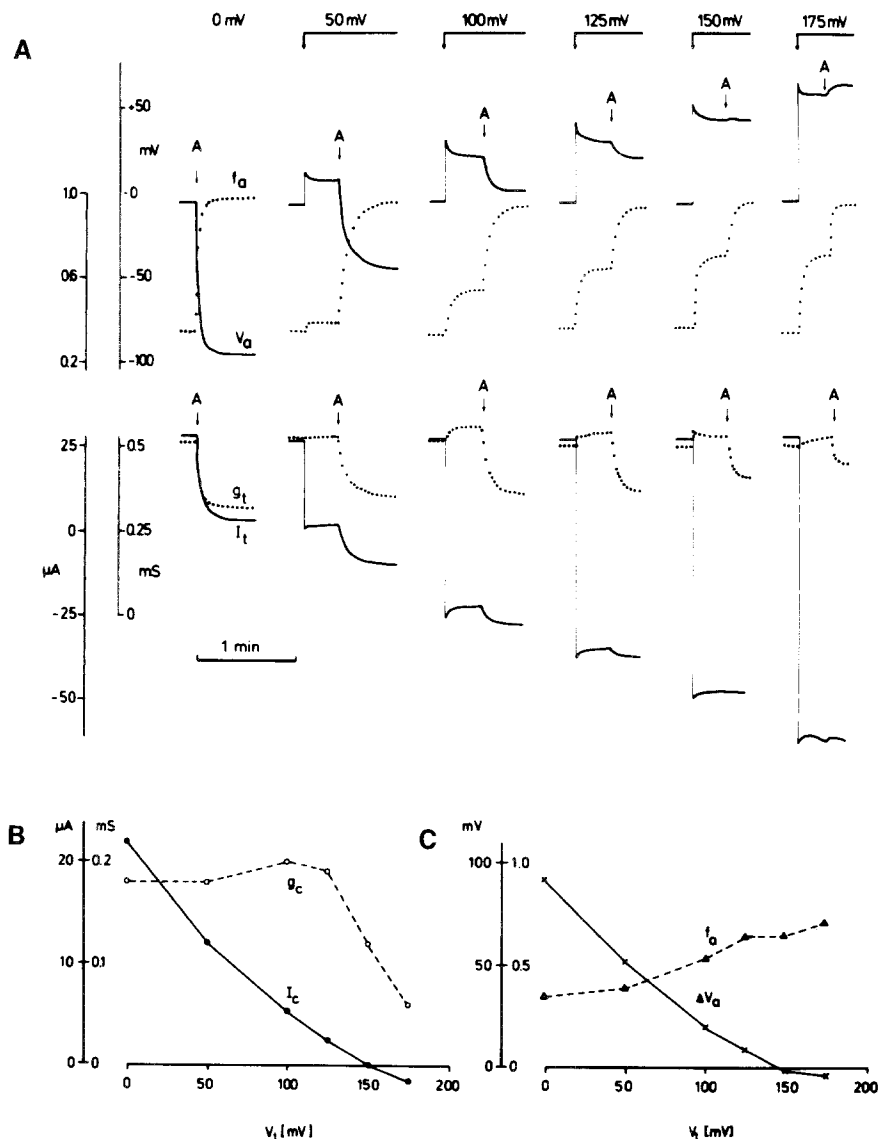 0 mV 50 mV 100 mV 125 mV 150 mV 175 mV
A
A A A A A A
+50
mV
1.0 -0
f_a
0.6 -50
V_a
0.2 -100
A A A A A A
25 0.5
g_t
0 0.25
I_t
µA mS
-25 0
1 min
-50
B µA mS
20 0.2
g_c
10 0.1
I_c
0 0
0 50 100 150 200
V_t [mV]
C mV
100 1.0
f_a
50 0.5
ΔV_a
0 0
0 50 100 150 200
V_t [mV]